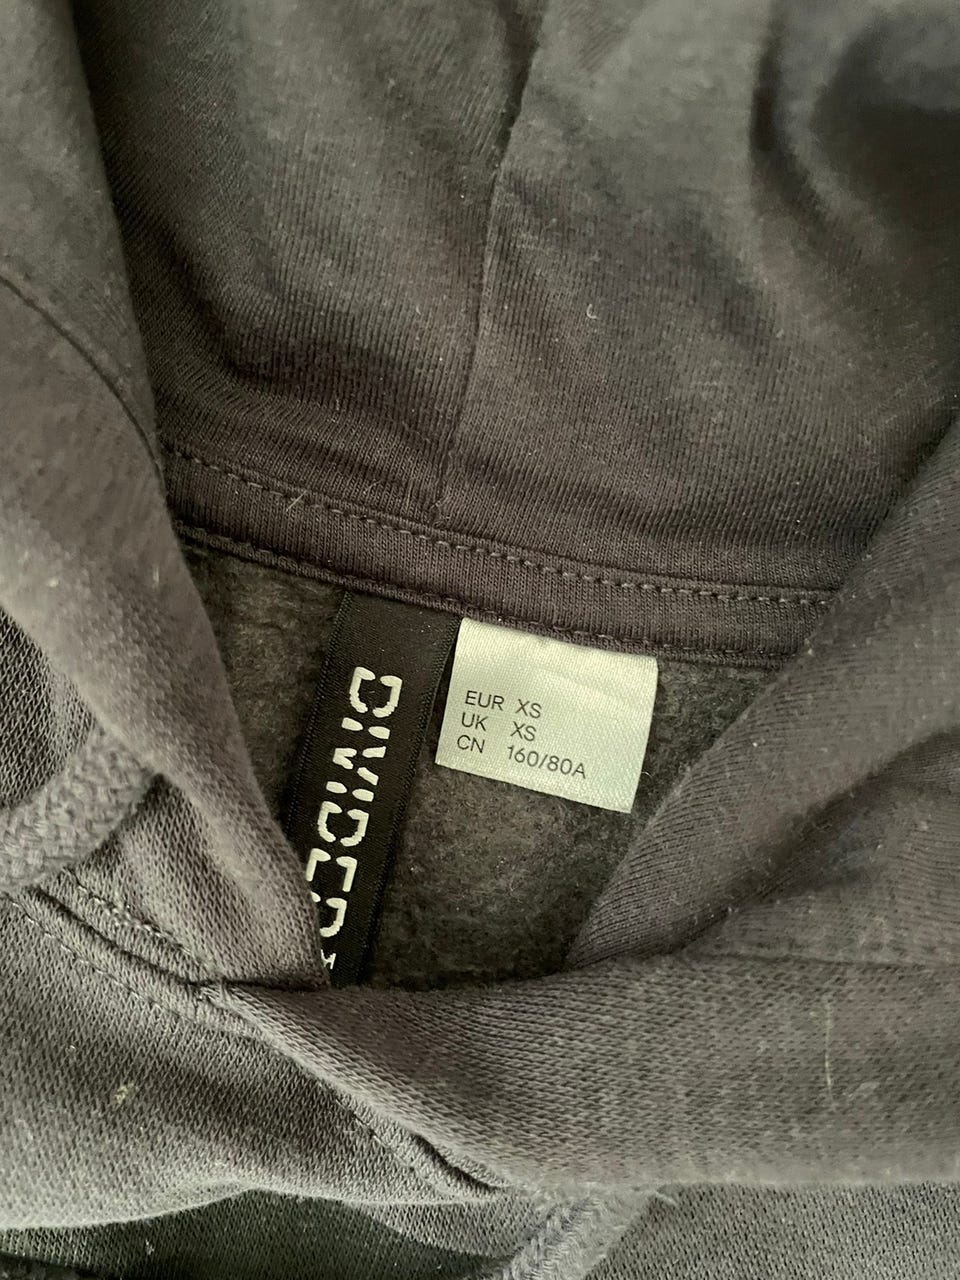 DIVIDED
EUR XS
UK XS
CN 160/80A